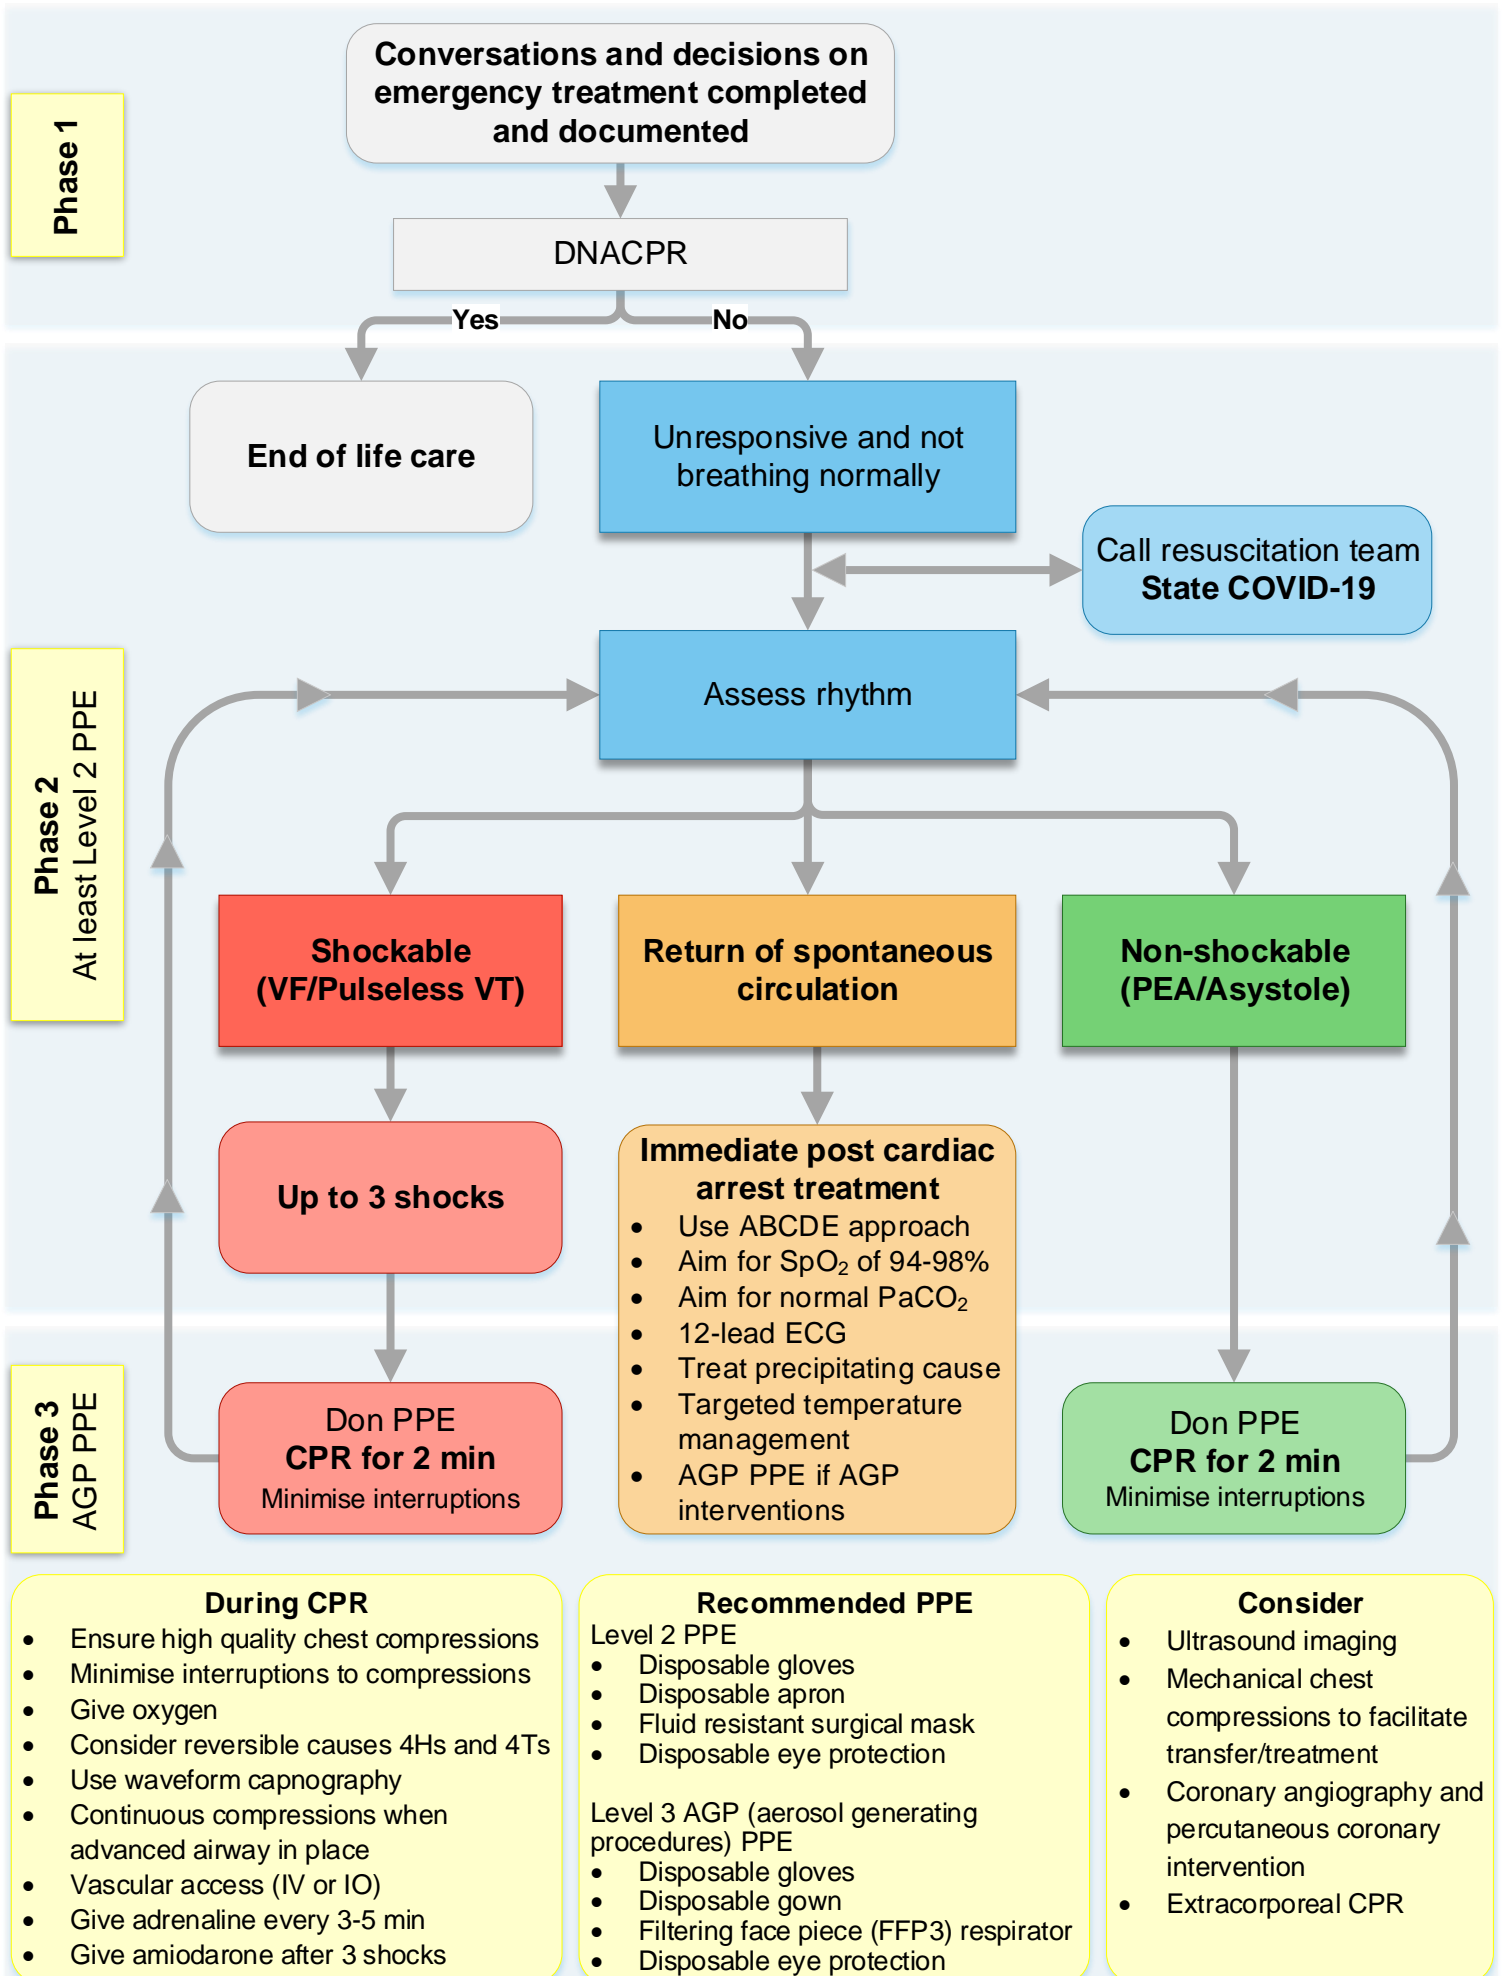 Conversations and decisions on
emergency treatment completed
and documented
Phase 1
DNACPR
Yes
No
End of life care
Unresponsive and not
breathing normally
Call resuscitation team
State COVID-19
Assess rhythm
Phase 2
At least Level 2 PPE
Shockable
(VF/Pulseless VT)
Return of spontaneous
circulation
Non-shockable
(PEA/Asystole)
Up to 3 shocks
Immediate post cardiac
arrest treatment
• Use ABCDE approach
• Aim for SpO₂ of 94-98%
• Aim for normal PaCO₂
• 12-lead ECG
• Treat precipitating cause
• Targeted temperature
management
• AGP PPE if AGP
interventions
Phase 3
AGP PPE
Don PPE
CPR for 2 min
Minimise interruptions
Don PPE
CPR for 2 min
Minimise interruptions
During CPR
• Ensure high quality chest compressions
• Minimise interruptions to compressions
• Give oxygen
• Consider reversible causes 4Hs and 4Ts
• Use waveform capnography
• Continuous compressions when
advanced airway in place
• Vascular access (IV or IO)
• Give adrenaline every 3-5 min
• Give amiodarone after 3 shocks
Recommended PPE
Level 2 PPE
• Disposable gloves
• Disposable apron
• Fluid resistant surgical mask
• Disposable eye protection
Level 3 AGP (aerosol generating
procedures) PPE
• Disposable gloves
• Disposable gown
• Filtering face piece (FFP3) respirator
• Disposable eye protection
Consider
• Ultrasound imaging
• Mechanical chest
compressions to facilitate
transfer/treatment
• Coronary angiography and
percutaneous coronary
intervention
• Extracorporeal CPR